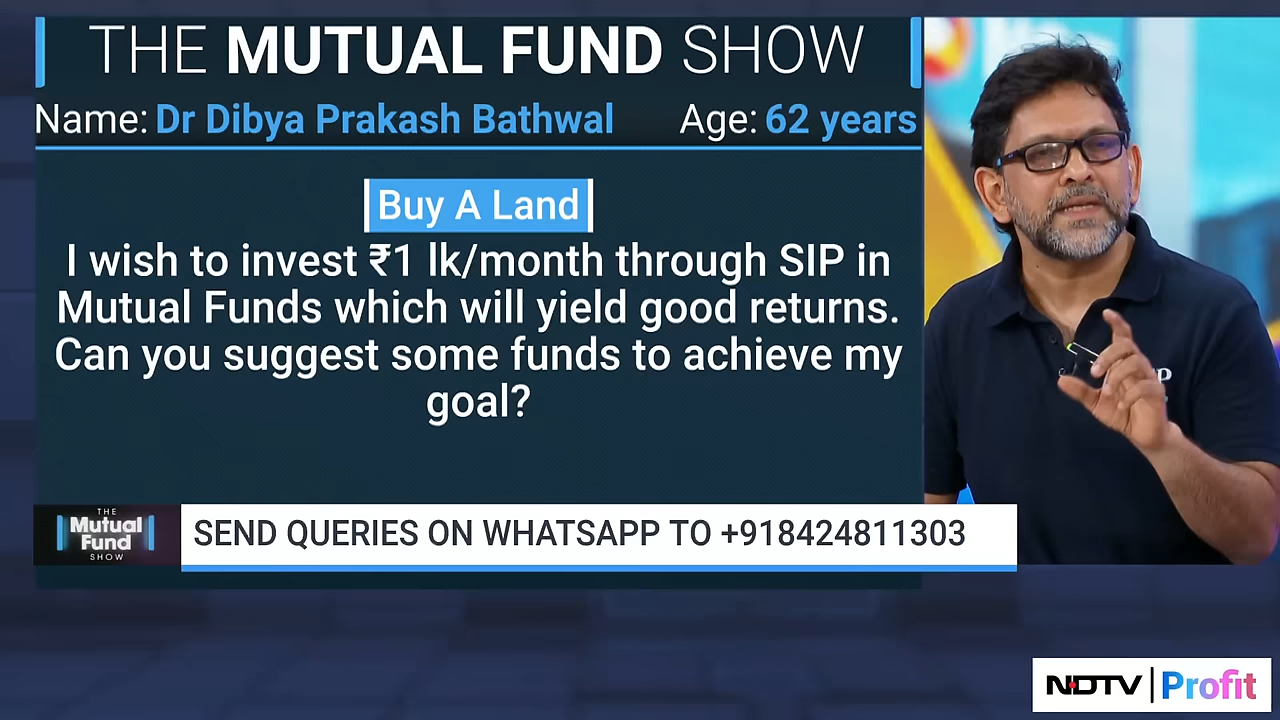 THE MUTUAL FUND SHOW
Name: Dr Dibya Prakash Bathwal Age: 62 years
Buy A Land
I wish to invest ₹1 lk/month through SIP in
Mutual Funds which will yield good returns.
Can you suggest some funds to achieve my
goal?
THE
Mutual
Fund
SHOW
SEND QUERIES ON WHATSAPP TO +918424811303
NDTV Profit